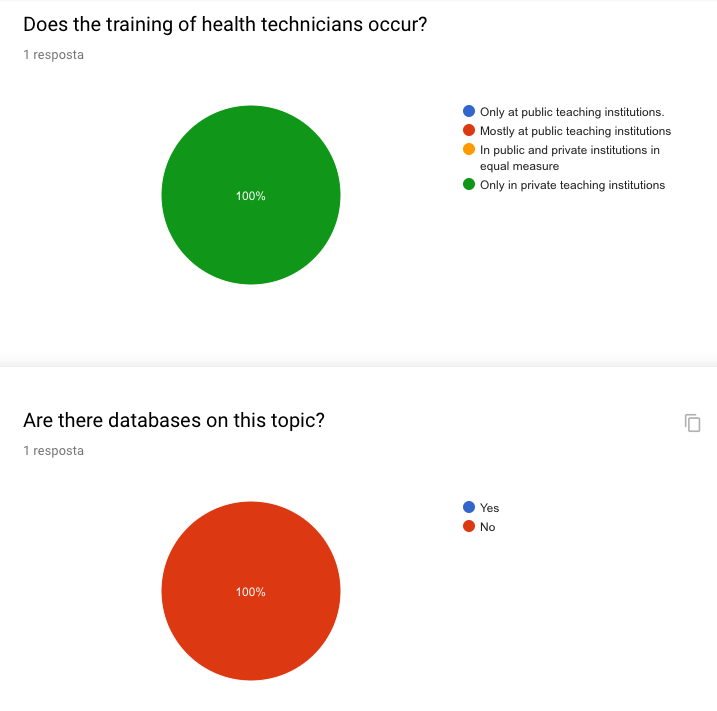 Does the training of health technicians occur?
1 resposta
100%
Only at public teaching institutions.
Mostly at public teaching institutions
In public and private institutions in
equal measure
Only in private teaching institutions
Are there databases on this topic?
1 resposta
100%
Yes
No